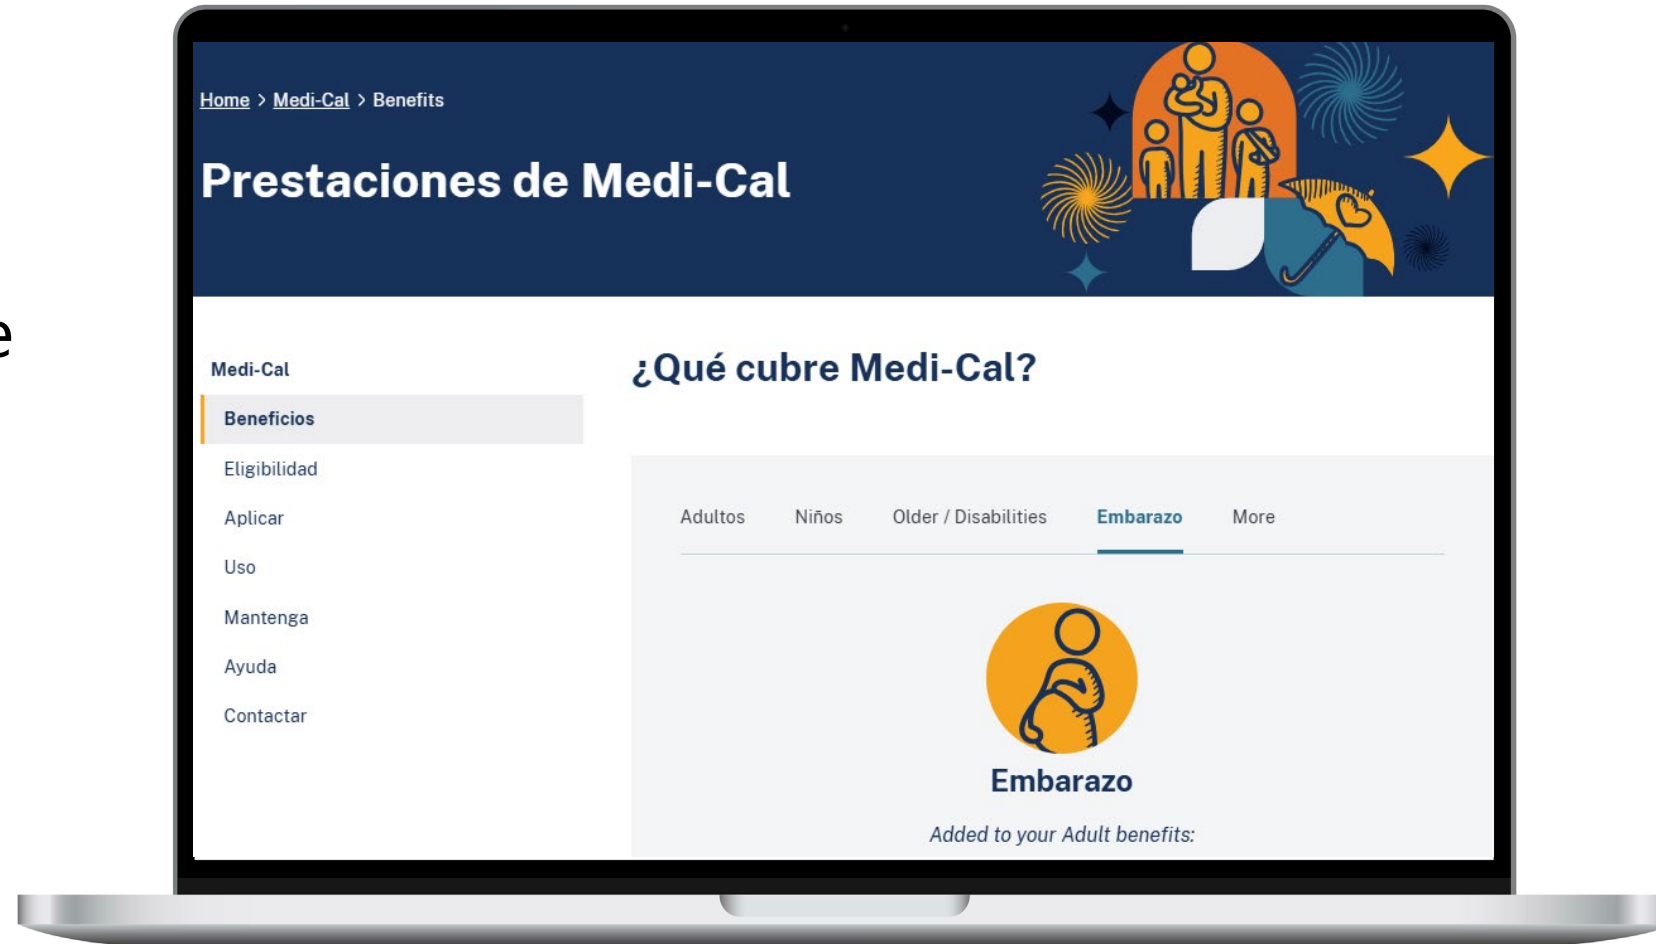 Home > Medi-Cal > Benefits
Prestaciones de Medi-Cal
e
Medi-Cal
Beneficios
Eligibilidad
Aplicar
Uso
Mantenga
Ayuda
Contactar
¿Qué cubre Medi-Cal?
Adultos Niños Older / Disabilities Embarazo More
Embarazo
Added to your Adult benefits: